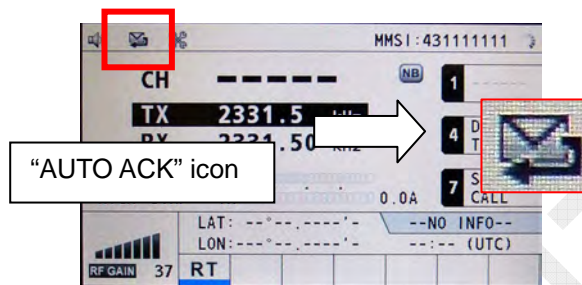 MMSI:431111111
CH -----
NB
1 -----
TX 2331.5 kHz
RX 2331.50 kHz
4 D
T
"AUTO ACK" icon
0.0A
7 S
CALL
LAT: --°--.----'-
--NO INFO--
LON:---°--.----'-
--:-- (UTC)
RF GAIN 37
RT